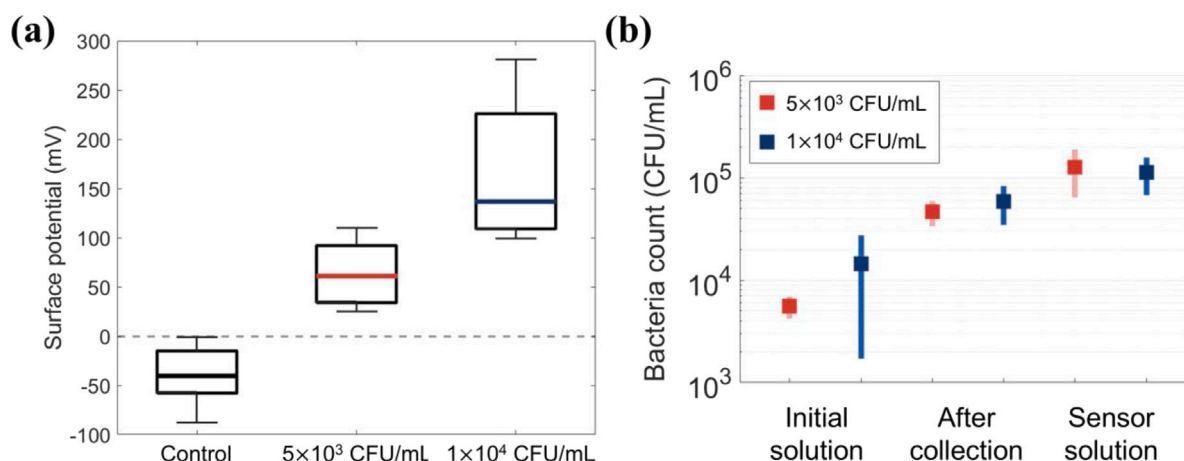 (a)
300
250
200
150
100
50
0
-50
-100
Surface potential (mV)
Control
5×10³ CFU/mL
1×10⁴ CFU/mL
(b)
10⁶
10⁵
10⁴
10³
Bacteria count (CFU/mL)
5×10³ CFU/mL
1×10⁴ CFU/mL
Initial
solution
After
collection
Sensor
solution